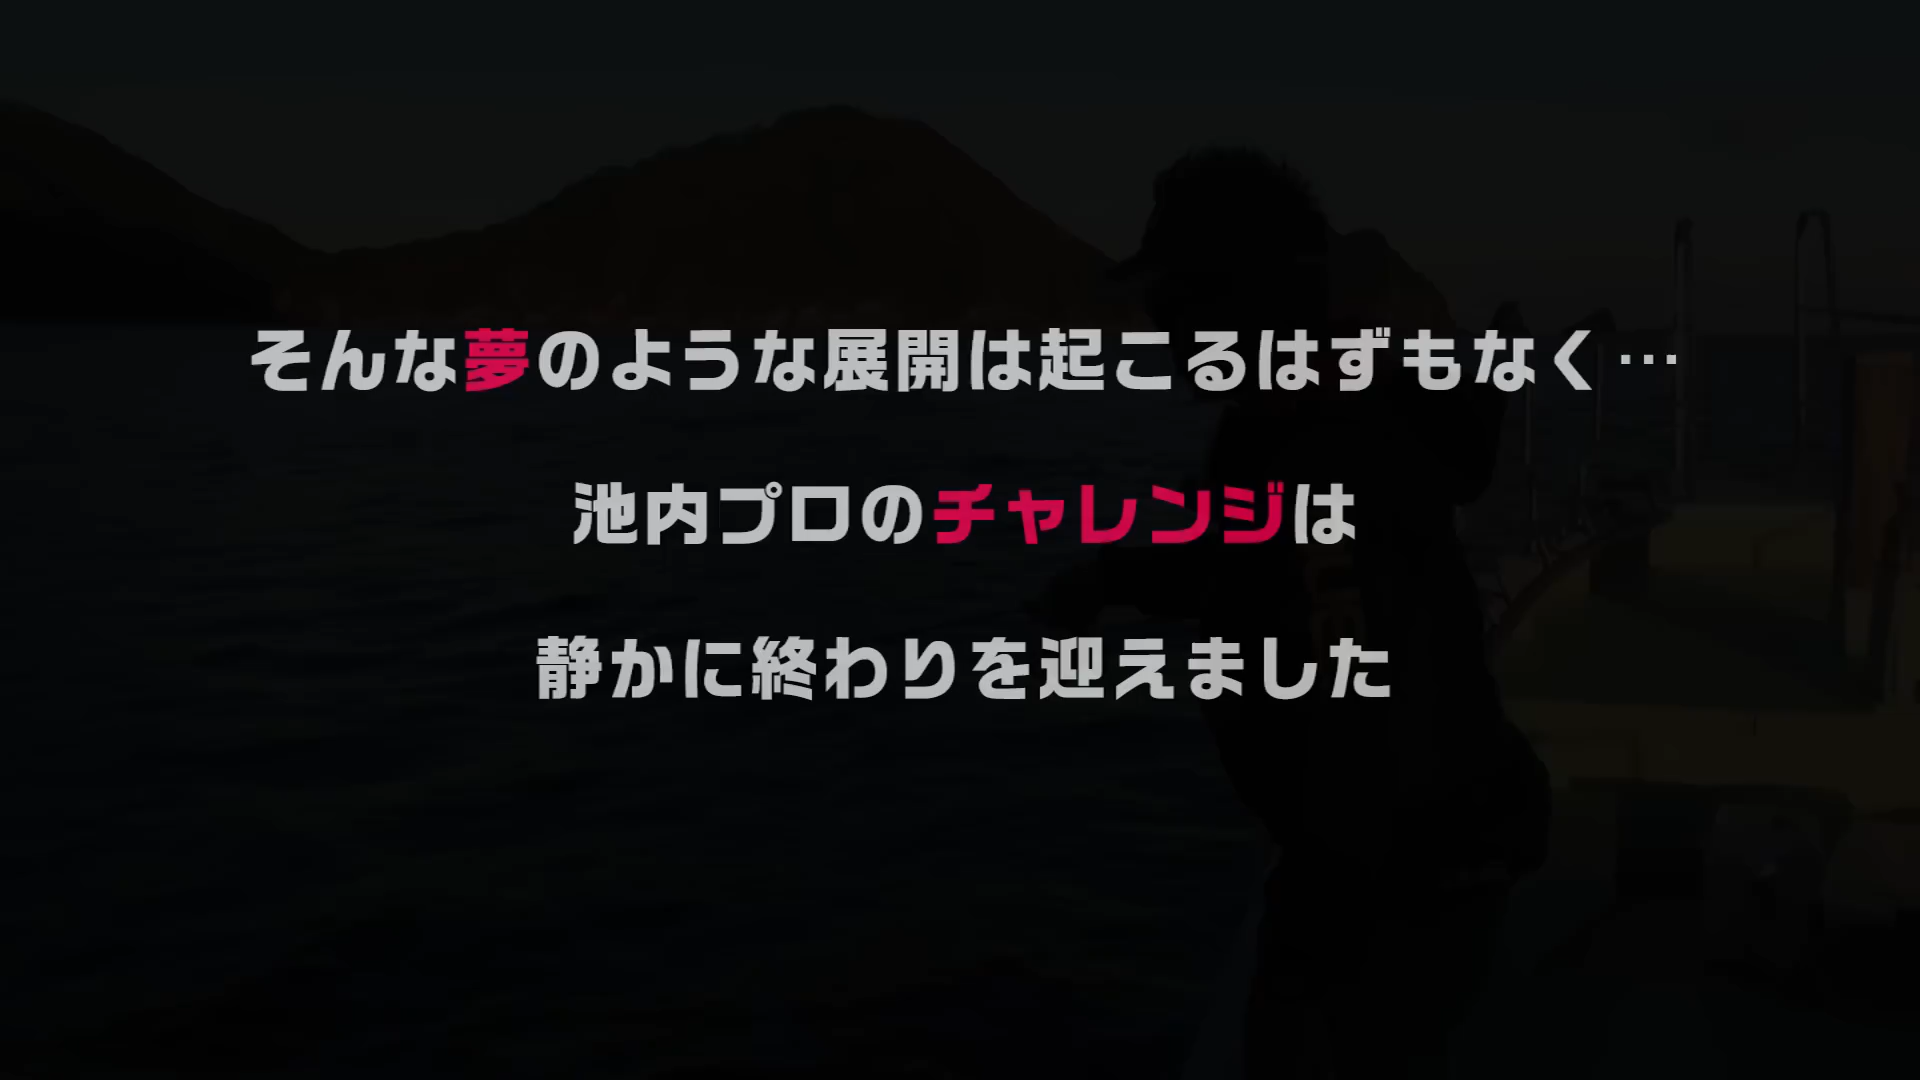 そんな夢のような展開は起こるはずもなく…
池内プロのチャレンジは
静かに終わりを迎えました